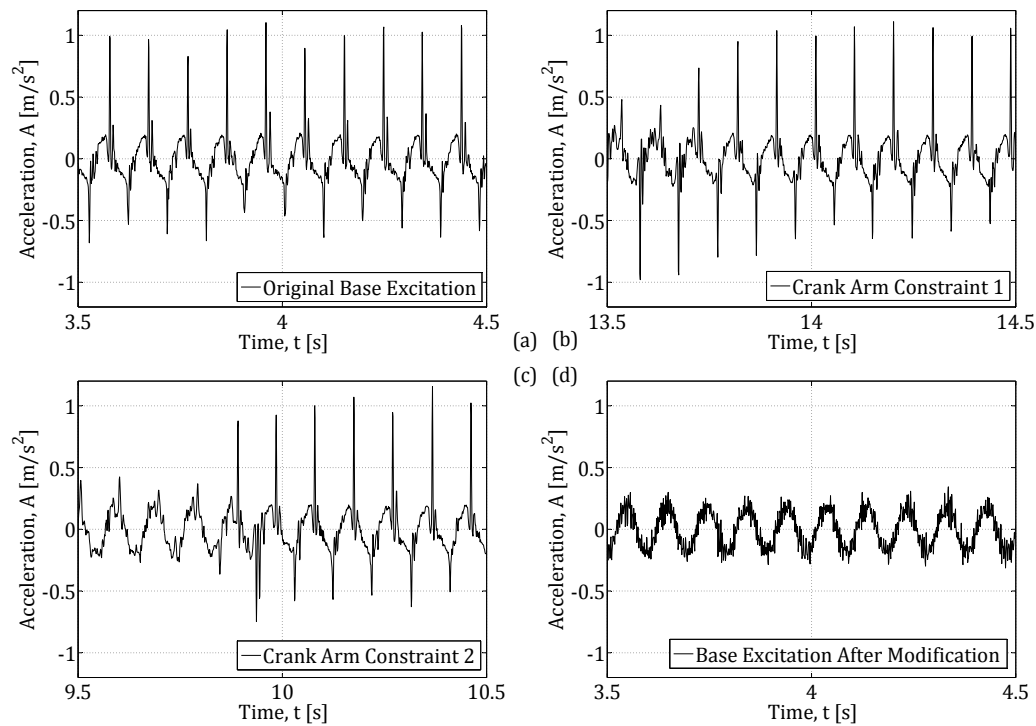 1
0.5
0
-0.5
-1
Acceleration, A [m/s²]
Original Base Excitation
3.5
4
4.5
Time, t [s]
(a)
1
0.5
0
-0.5
-1
Acceleration, A [m/s²]
Crank Arm Constraint 1
13.5
14
14.5
Time, t [s]
(b)
(c)
1
0.5
0
-0.5
-1
Acceleration, A [m/s²]
Crank Arm Constraint 2
9.5
10
10.5
Time, t [s]
(d)
1
0.5
0
-0.5
-1
Acceleration, A [m/s²]
Base Excitation After Modification
3.5
4
4.5
Time, t [s]